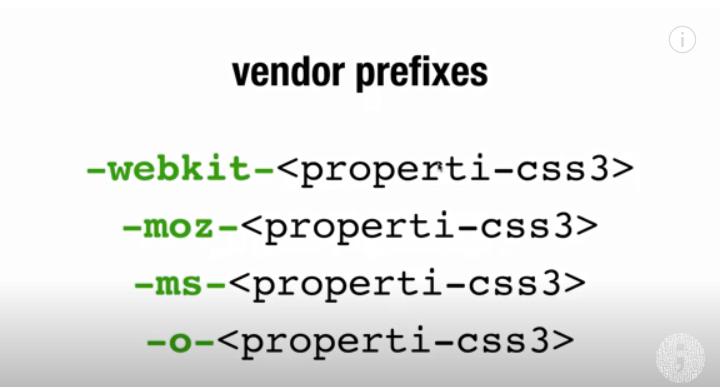 vendor prefixes
-webkit-<properti-css3>
-moz-<properti-css3>
-ms-<properti-css3>
-o-<properti-css3>